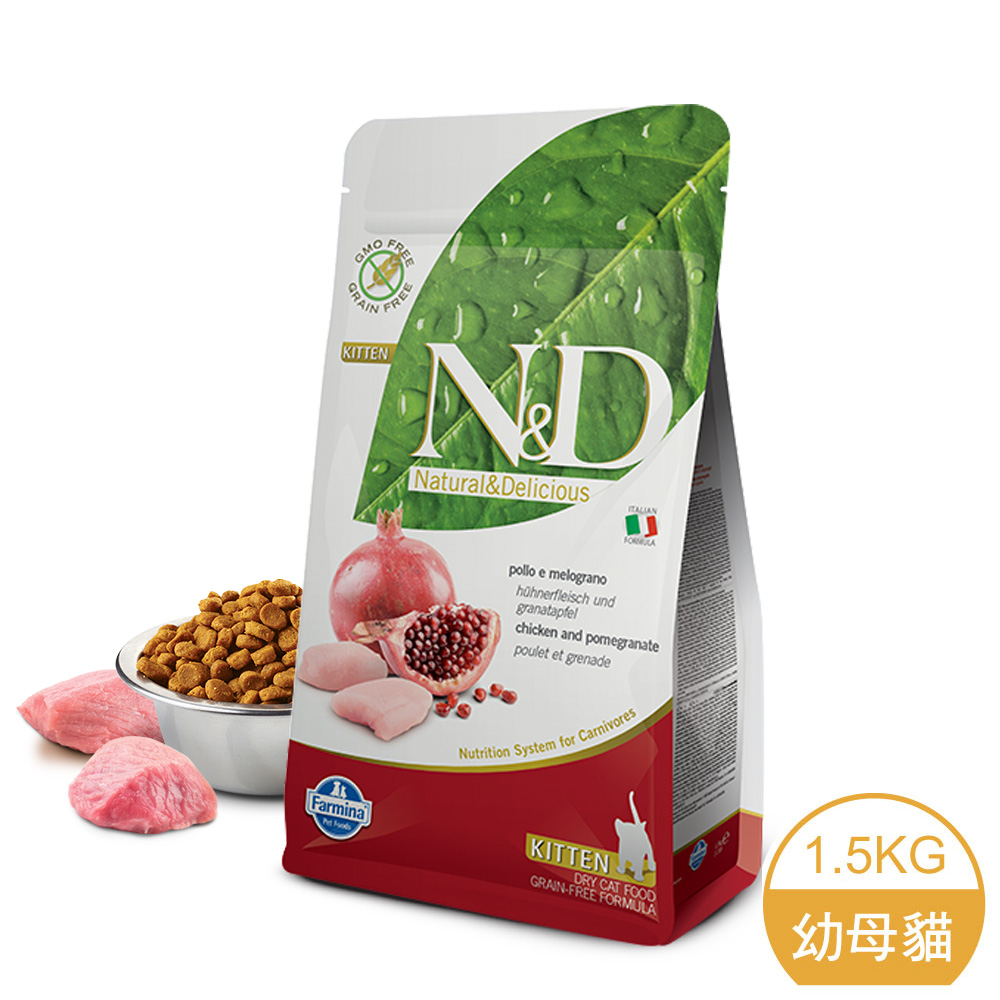 GMO FREE
GRAIN FREE
KITTEN
N&D
Natural&Delicious
ITALIAN
FORMULA
pollo e melograno
hühnerfleisch und
granatapfel
chicken and pomegranate
poulet et grenade
Nutrition System for Carnivores
Farmina
Pet Foods
KITTEN
DRY CAT FOOD
GRAIN-FREE FORMULA
1.5KG
幼母貓